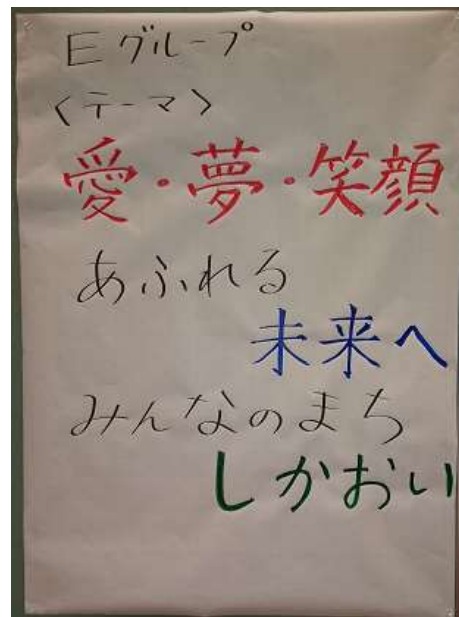 Eグループ
〈テーマ〉
愛・夢・笑顔
あふれる
未来へ
みんなのまち
しかおい